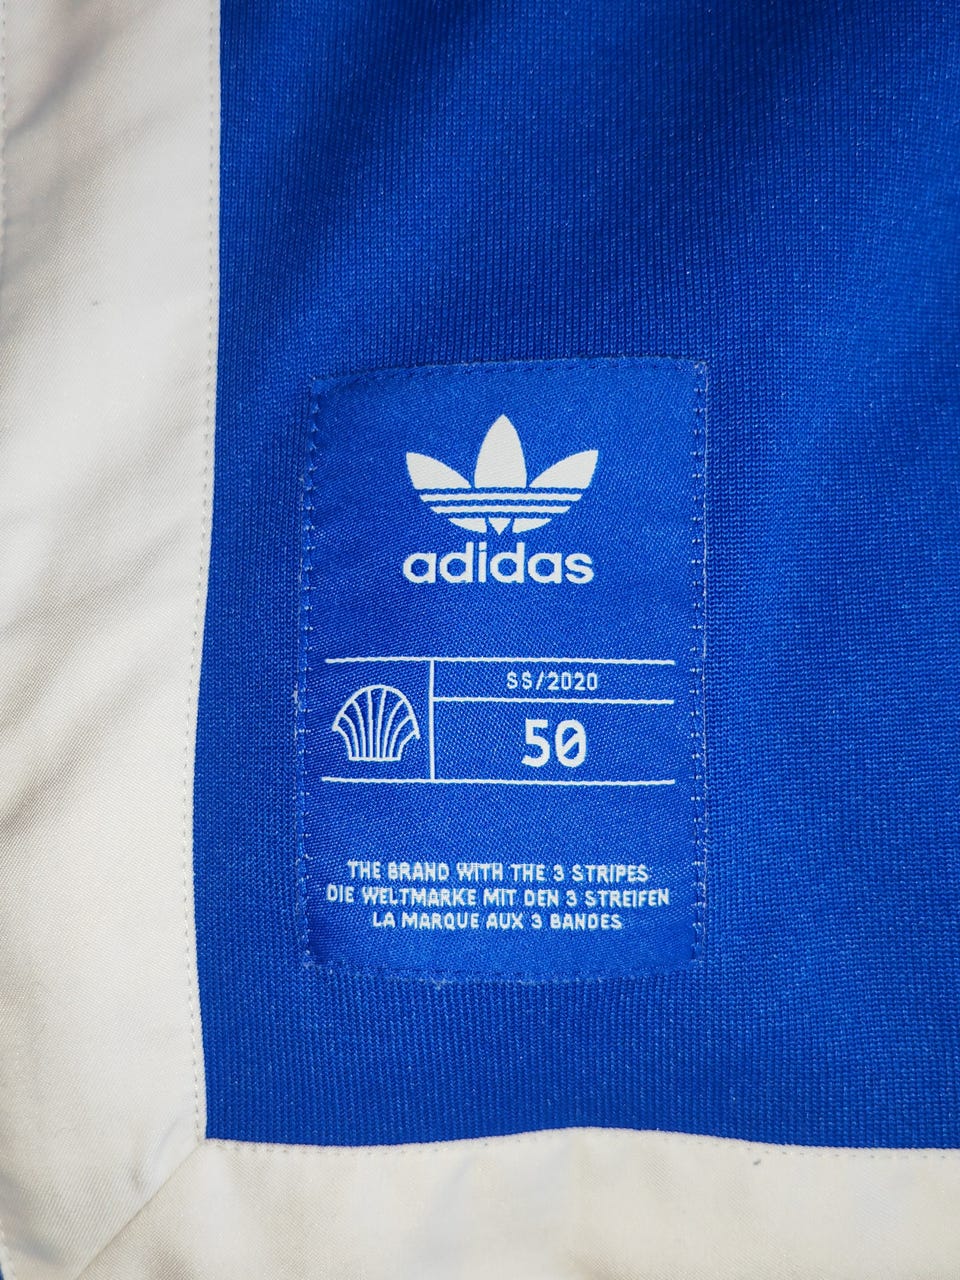 adidas
SS/2020
50
THE BRAND WITH THE 3 STRIPES
DIE WELTMARKE MIT DEN 3 STREIFEN
LA MARQUE AUX 3 BANDES